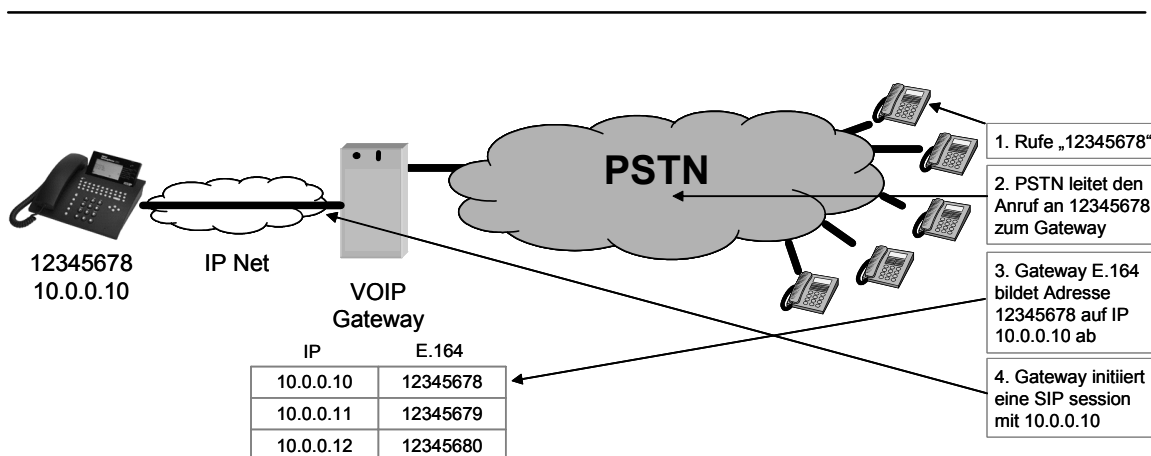 PSTN
1. Rufe „12345678“
2. PSTN leitet den
Anruf an 12345678
zum Gateway
3. Gateway E.164
bildet Adresse
12345678 auf IP
10.0.0.10 ab
4. Gateway initiiert
eine SIP session
mit 10.0.0.10
12345678
10.0.0.10
IP Net
VOIP
Gateway
IP E.164
10.0.0.10 12345678
10.0.0.11 12345679
10.0.0.12 12345680